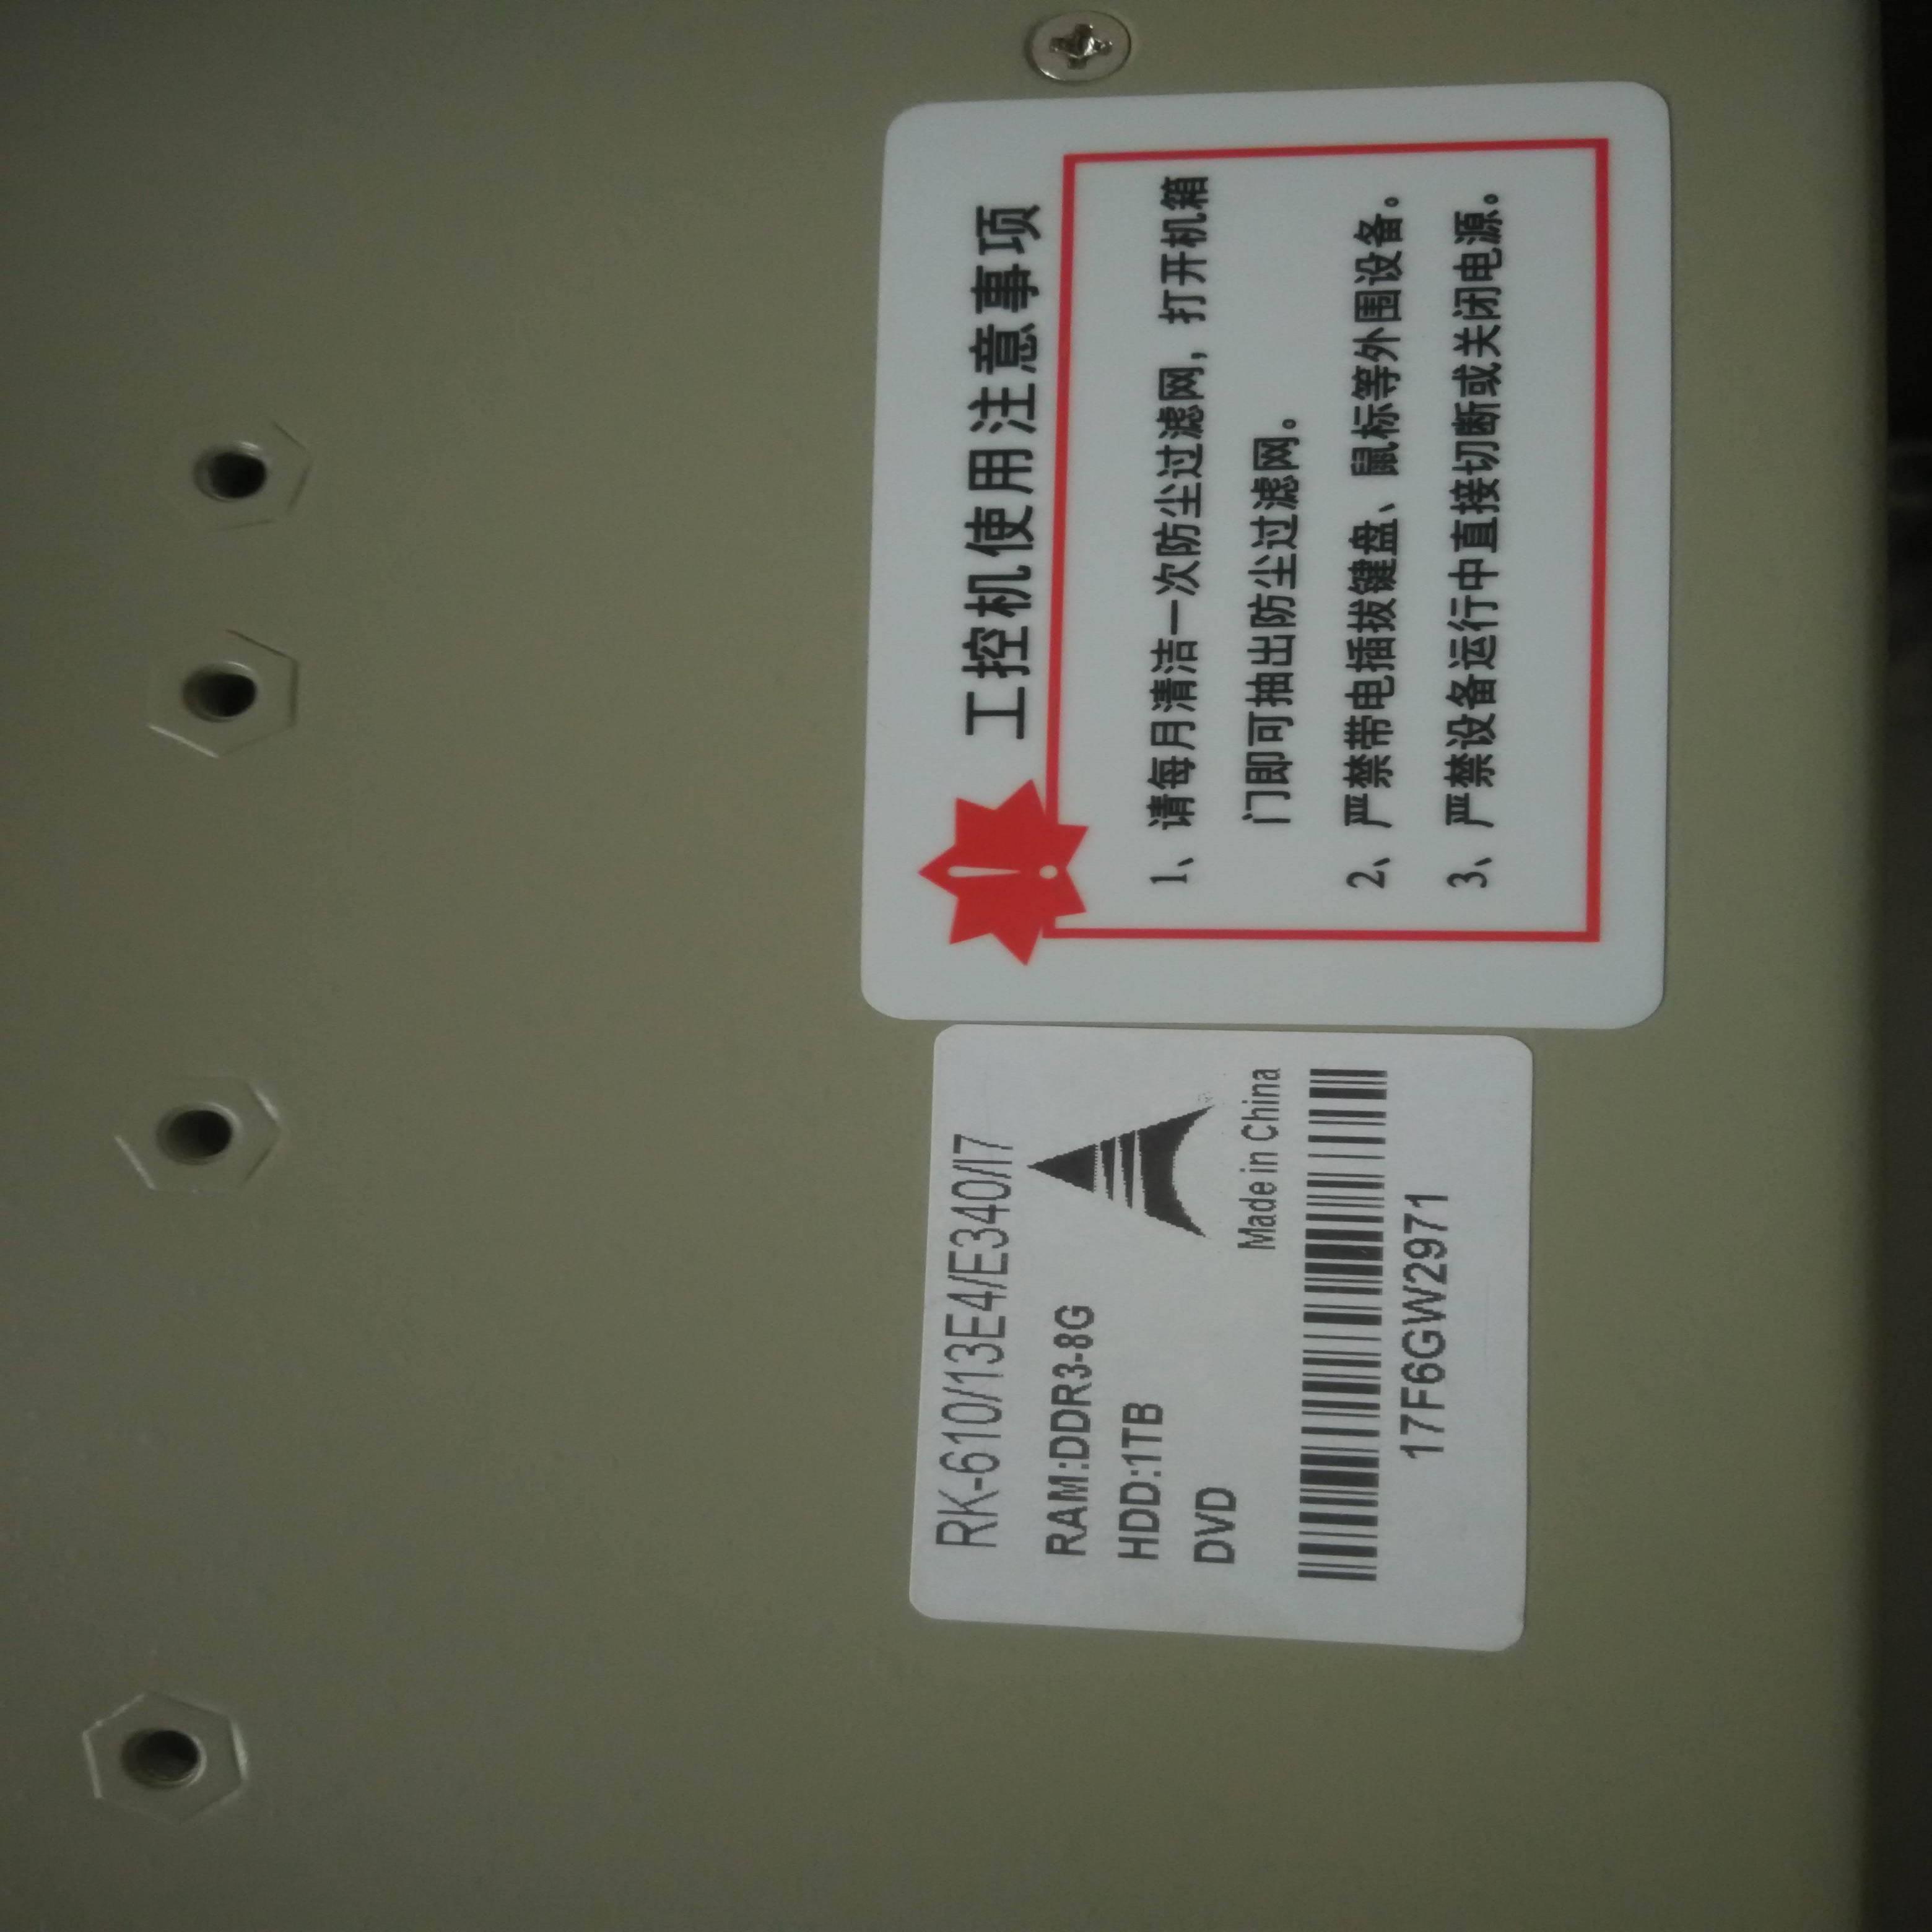 RK-610/13E4/E340/I7
RAM:DDR3-8G
HDD:1TB
DVD
Made in China
17F6GW2971
工控机使用注意事项
1、请每月清洁一次防尘过滤网，打开机箱
门即可抽出防尘过滤网。
2、严禁带电插拔键盘、鼠标等外围设备。
3、严禁设备运行中直接切断或关闭电源。